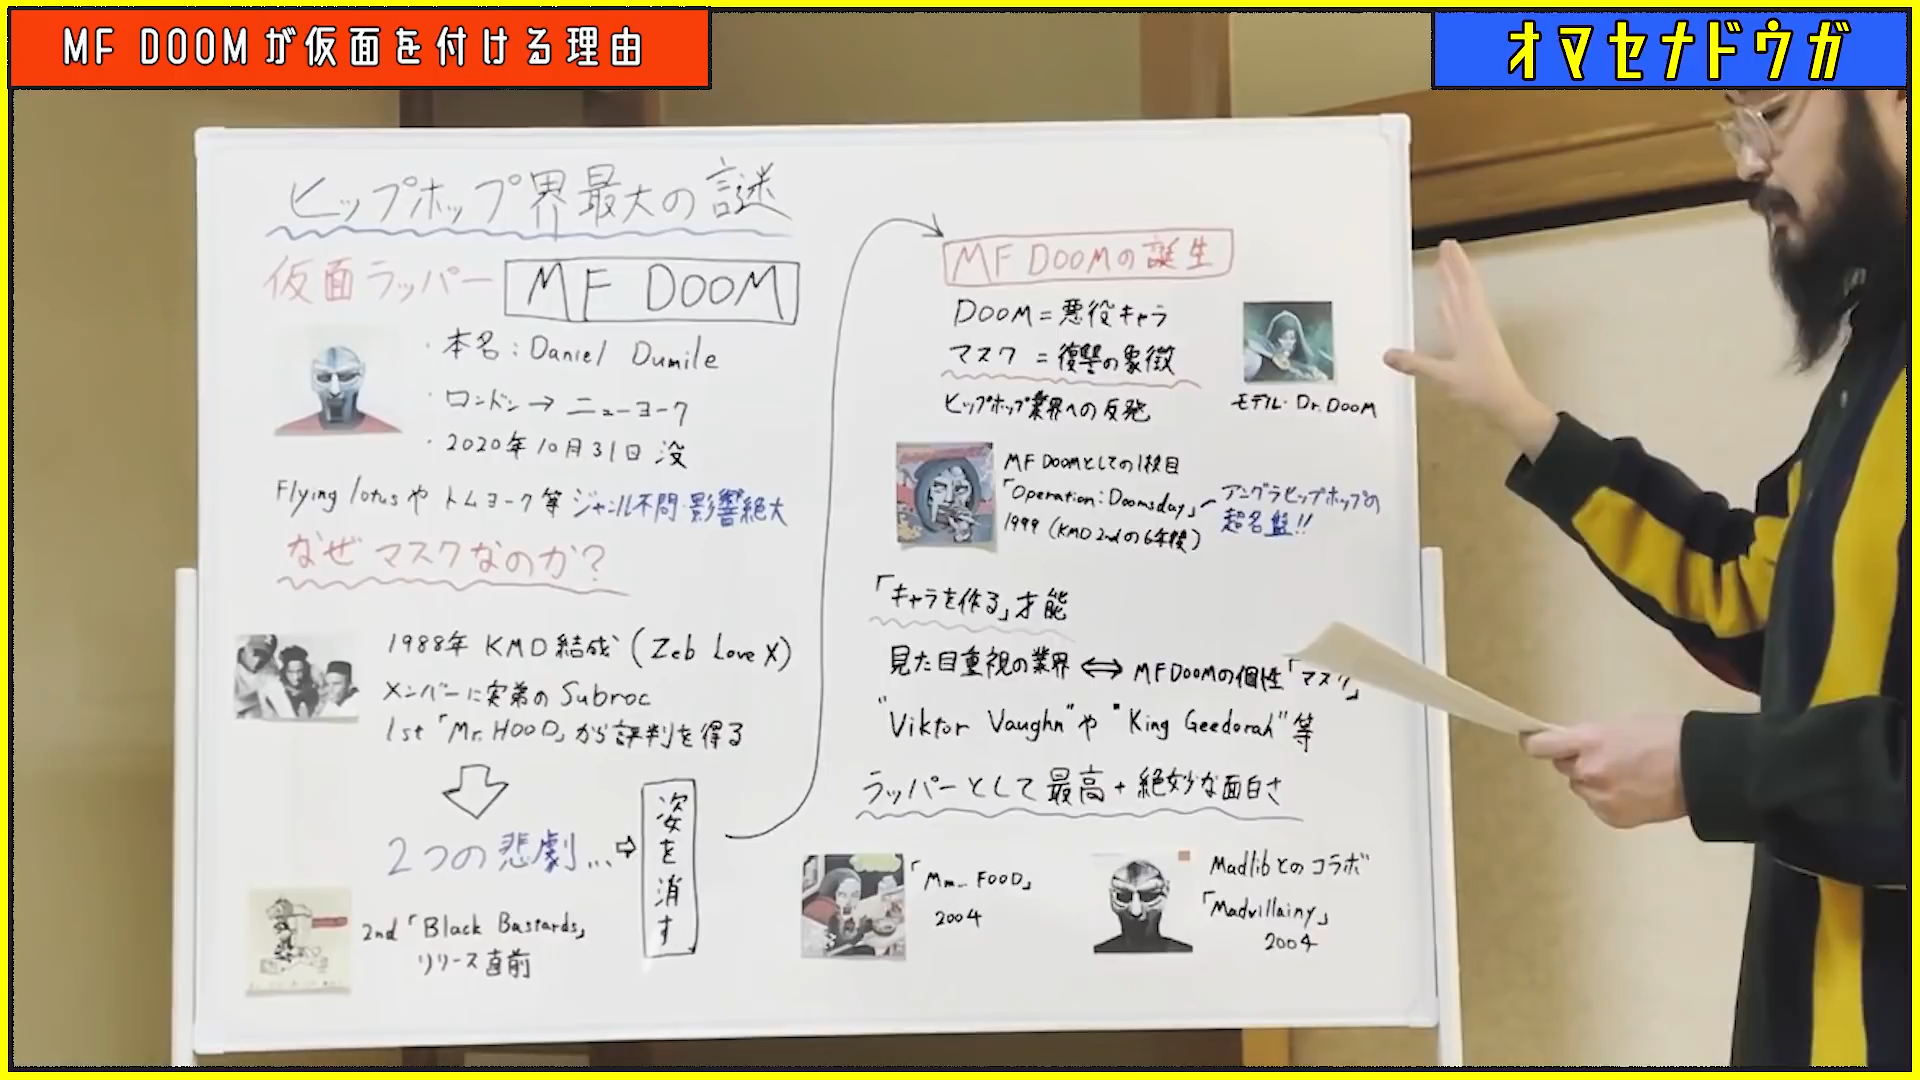 MF DOOMが仮面を付ける理由
オマセナドウガ
ヒップホップ界最大の謎
仮面ラッパー MF DOOM
・本名:Daniel Dumile
・ロンドン→ニューヨーク
・2020年10月31日 没
Flying lotusや トムヨーク等 ジャンル不問・影響絶大
なぜ マスクなのか?
1988年 KMD結成 (Zeb Love X)
メンバーに実弟の Subroc
1st「Mr. HOOD」から評判を得る
2つの悲劇...⇨
姿を消す
2nd「Black Bastards」
リリース直前
MF DOOMの誕生
DOOM=悪役キャラ
マスク =復讐の象徴
ヒップホップ業界への反発
モデル・Dr.DOOM
MF DOOMとしての1枚目
「Operation:Doomsday」
1999 (KMD 2ndの6年後)
アングラヒップホップの
超名盤!!
「キャラを作る」才能
見た目重視の業界 ⇔ MF DOOMの個性「マスク」
"Viktor Vaughn"や "King Geedorah"等
ラッパーとして最高+絶妙な面白さ
「Mm.. FOOD」
2004
Madlibとのコラボ
「Madvillainy」
2004